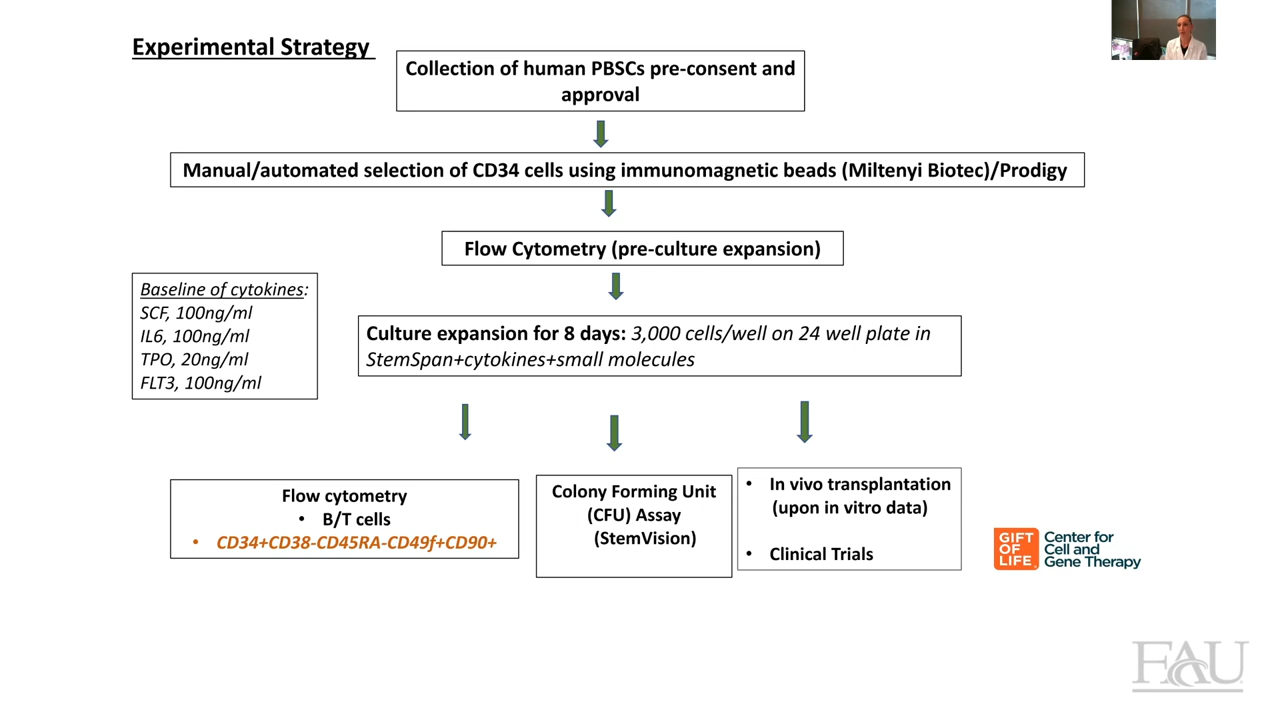 Experimental Strategy
Collection of human PBSCs pre-consent and
approval
Manual/automated selection of CD34 cells using immunomagnetic beads (Miltenyi Biotec)/Prodigy
Flow Cytometry (pre-culture expansion)
Baseline of cytokines:
SCF, 100ng/ml
IL6, 100ng/ml
TPO, 20ng/ml
FLT3, 100ng/ml
Culture expansion for 8 days: 3,000 cells/well on 24 well plate in
StemSpan+cytokines+small molecules
Flow cytometry
• B/T cells
• CD34+CD38-CD45RA-CD49f+CD90+
Colony Forming Unit
(CFU) Assay
(StemVision)
• In vivo transplantation
(upon in vitro data)
• Clinical Trials
GIFT
OF
LIFE
Center for
Cell and
Gene Therapy
FAU